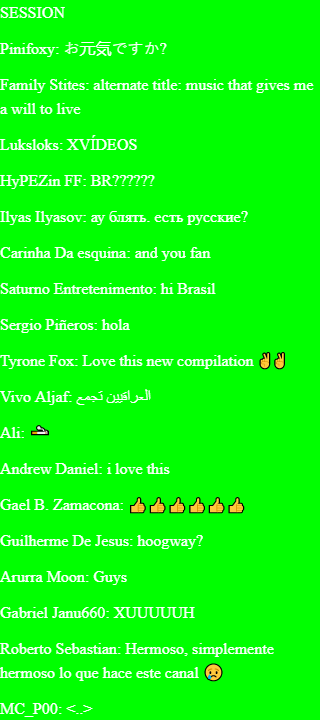 SESSION
Pinifoxy: お元気ですか?
Family Stites: alternate title: music that gives me
a will to live
Luksloks: XVÍDEOS
HyPEZin FF: BR??????
Ilyas Ilyasov: ау блять. есть русские?
Carinha Da esquina: and you fan
Saturno Entretenimento: hi Brasil
Sergio Piñeros: hola
Tyrone Fox: Love this new compilation ✌✌
Vivo Aljaf: العراقيين تجمع
Ali:
Andrew Daniel: i love this
Gael B. Zamacona: 👍👍👍👍👍👍
Guilherme De Jesus: hoogway?
Arurra Moon: Guys
Gabriel Janu660: XUUUUUH
Roberto Sebastian: Hermoso, simplemente
hermoso lo que hace este canal 😢
MC_P00: <..>